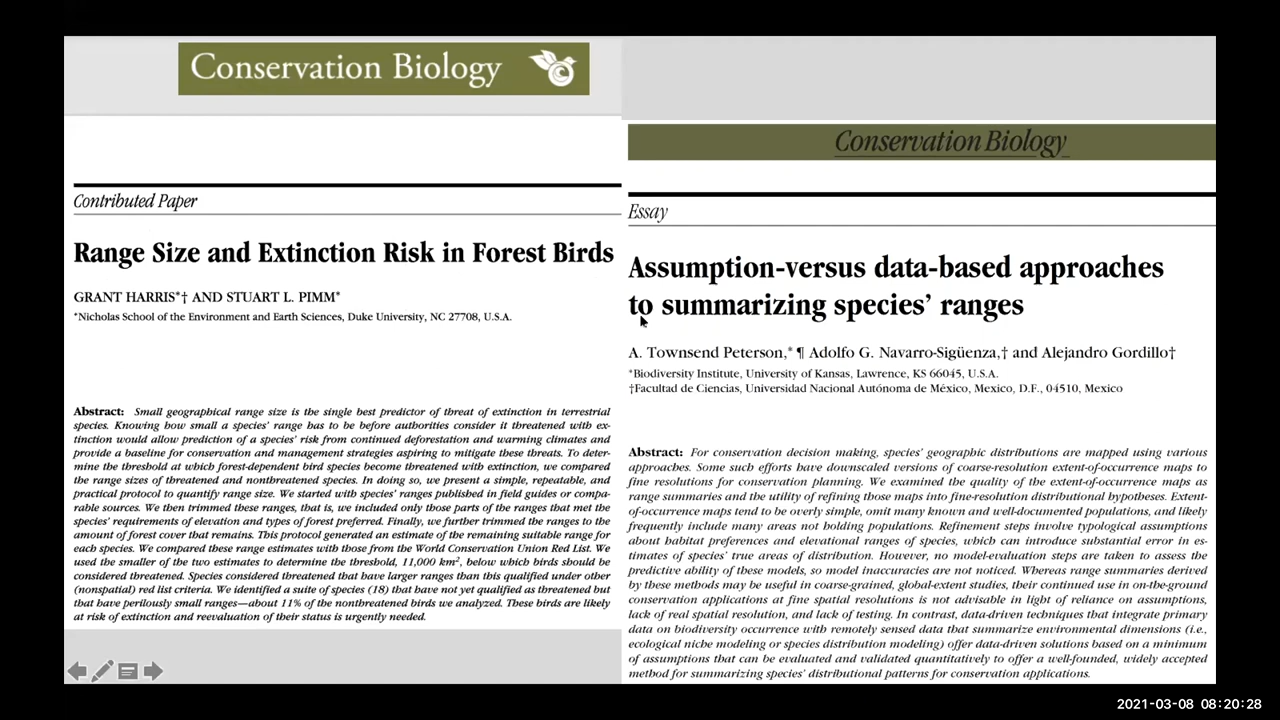 Conservation Biology
Contributed Paper
Range Size and Extinction Risk in Forest Birds
GRANT HARRIS*† AND STUART L. PIMM*
*Nicholas School of the Environment and Earth Sciences, Duke University, NC 27708, U.S.A.
Abstract: Small geographical range size is the single best predictor of threat of extinction in terrestrial
species. Knowing how small a species' range has to be before authorities consider it threatened with ex-
tinction would allow prediction of a species' risk from continued deforestation and warming climates and
provide a baseline for conservation and management strategies aspiring to mitigate these threats. To deter-
mine the threshold at which forest-dependent bird species become threatened with extinction, we compared
the range sizes of threatened and nonthreatened species. In doing so, we present a simple, repeatable, and
practical protocol to quantify range size. We started with species' ranges published in field guides or compa-
rable sources. We then trimmed these ranges, that is, we included only those parts of the ranges that met the
species' requirements of elevation and types of forest preferred. Finally, we further trimmed the ranges to the
amount of forest cover that remains. This protocol generated an estimate of the remaining suitable range for
each species. We compared these range estimates with those from the World Conservation Union Red List. We
used the smaller of the two estimates to determine the threshold, 11,000 km², below which birds should be
considered threatened. Species considered threatened that have larger ranges than this qualified under other
(nonspatial) red list criteria. We identified a suite of species (18) that have not yet qualified as threatened but
that have perilously small ranges—about 11% of the nonthreatened birds we analyzed. These birds are likely
at risk of extinction and reevaluation of their status is urgently needed.
Conservation Biology
Essay
Assumption-versus data-based approaches
to summarizing species' ranges
A. Townsend Peterson,* ¶ Adolfo G. Navarro-Sigüenza,† and Alejandro Gordillo†
*Biodiversity Institute, University of Kansas, Lawrence, KS 66045, U.S.A.
†Facultad de Ciencias, Universidad Nacional Autónoma de México, Mexico, D.F., 04510, Mexico
Abstract: For conservation decision making, species' geographic distributions are mapped using various
approaches. Some such efforts have downscaled versions of coarse-resolution extent-of-occurrence maps to
fine resolutions for conservation planning. We examined the quality of the extent-of-occurrence maps as
range summaries and the utility of refining those maps into fine-resolution distributional hypotheses. Extent-
of-occurrence maps tend to be overly simple, omit many known and well-documented populations, and likely
frequently include many areas not holding populations. Refinement steps involve typological assumptions
about habitat preferences and elevational ranges of species, which can introduce substantial error in es-
timates of species' true areas of distribution. However, no model-evaluation steps are taken to assess the
predictive ability of these models, so model inaccuracies are not noticed. Whereas range summaries derived
by these methods may be useful in coarse-grained, global-extent studies, their continued use in on-the-ground
conservation applications at fine spatial resolutions is not advisable in light of reliance on assumptions,
lack of real spatial resolution, and lack of testing. In contrast, data-driven techniques that integrate primary
data on biodiversity occurrence with remotely sensed data that summarize environmental dimensions (i.e.,
ecological niche modeling or species distribution modeling) offer data-driven solutions based on a minimum
of assumptions that can be evaluated and validated quantitatively to offer a well-founded, widely accepted
method for summarizing species' distributional patterns for conservation applications.
2021-03-08 08:20:28